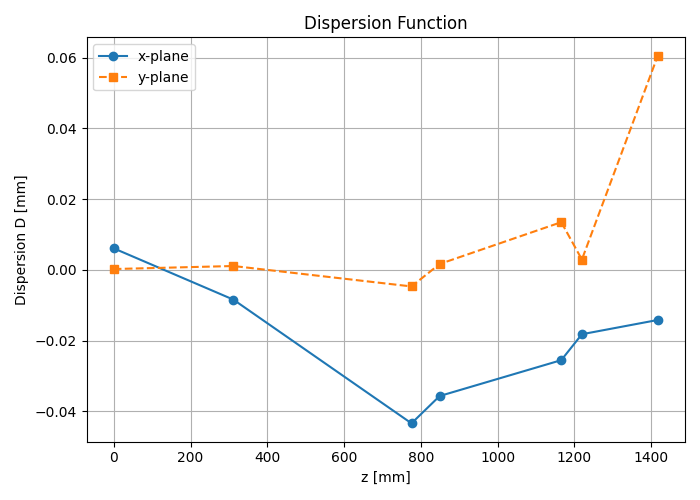 Dispersion Function
x-plane
y-plane
0.06
0.04
0.02
0.00
−0.02
−0.04
Dispersion D [mm]
0 200 400 600 800 1000 1200 1400
z [mm]